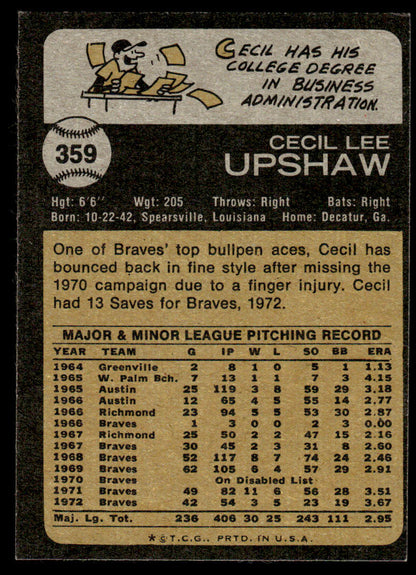 CECIL HAS HIS
COLLEGE DEGREE
IN BUSINESS
ADMINISTRATION.
359
CECIL LEE
UPSHAW
Hgt: 6'6" Wgt: 205 Throws: Right Bats: Right
Born: 10-22-42, Spearsville, Louisiana Home: Decatur, Ga.
One of Braves' top bullpen aces, Cecil has
bounced back in fine style after missing the
1970 campaign due to a finger injury. Cecil
had 13 Saves for Braves, 1972.
MAJOR & MINOR LEAGUE PITCHING RECORD
YEAR TEAM G IP W L SO BB ERA
1964 Greenville 2 8 1 0 5 1 1.13
1965 W. Palm Bch. 7 13 1 1 7 3 4.15
1965 Austin 25 119 3 8 59 29 3.18
1966 Austin 12 65 4 5 55 14 2.77
1966 Richmond 23 94 5 5 53 30 2.87
1966 Braves 1 3 0 0 2 3 0.00
1967 Richmond 25 50 2 2 47 15 2.16
1967 Braves 30 45 2 3 31 8 2.60
1968 Braves 52 117 8 7 74 24 2.46
1969 Braves 62 105 6 4 57 29 2.91
1970 Braves On Disabled List
1971 Braves 49 82 11 6 56 28 3.51
1972 Braves 42 54 3 5 23 19 3.67
Maj. Lg. Tot. 236 406 30 25 243 111 2.95
*©T.C.G., PRTD. IN U.S.A.